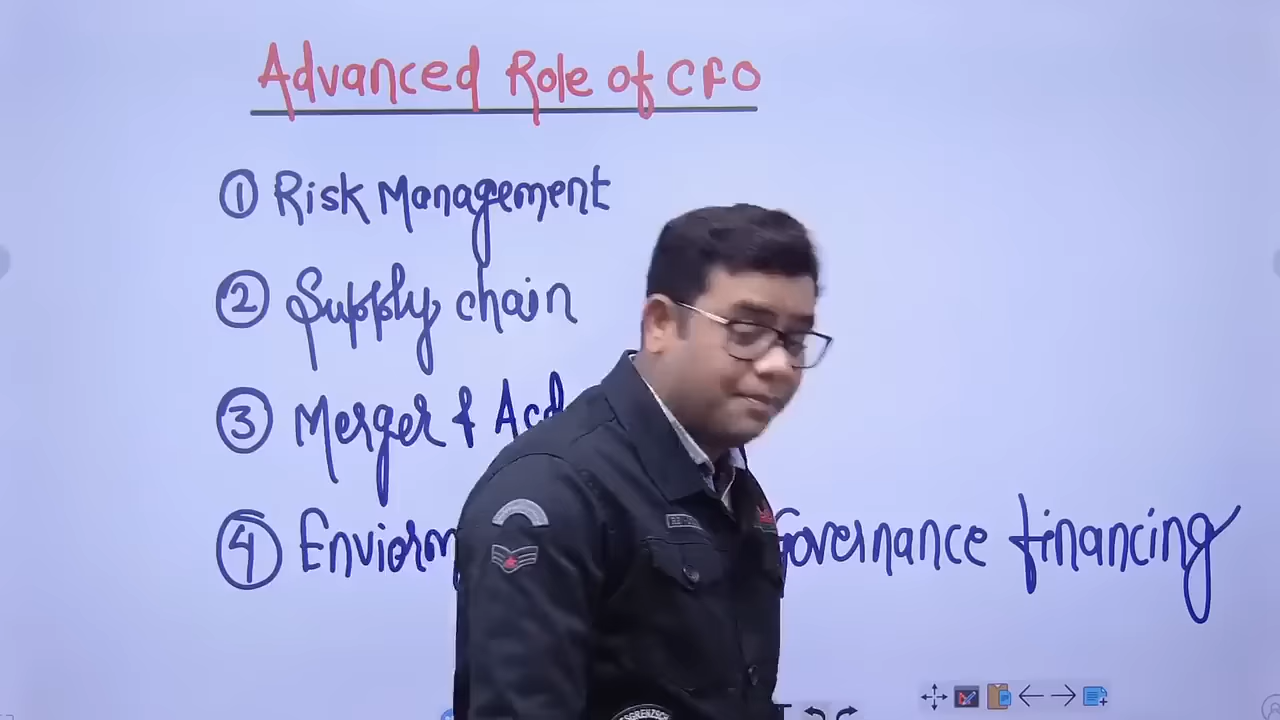 Advanced Role of CFO
① Risk Management
② Supply chain
③ Merger &
④ Governance financing